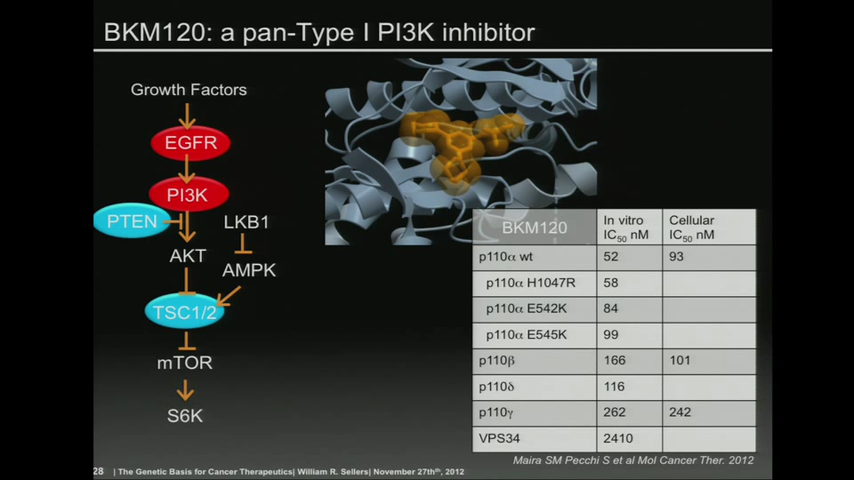 BKM120: a pan-Type I PI3K inhibitor
Growth Factors
EGFR
PI3K
PTEN
LKB1
AKT
AMPK
TSC1/2
mTOR
S6K
BKM120 In vitro IC50 nM Cellular IC50 nM
p110α wt 52 93
p110α H1047R 58
p110α E542K 84
p110α E545K 99
p110β 166 101
p110δ 116
p110γ 262 242
VPS34 2410
Maira SM Pecchi S et al Mol Cancer Ther. 2012
28 | The Genetic Basis for Cancer Therapeutics| William R. Sellers| November 27th, 2012